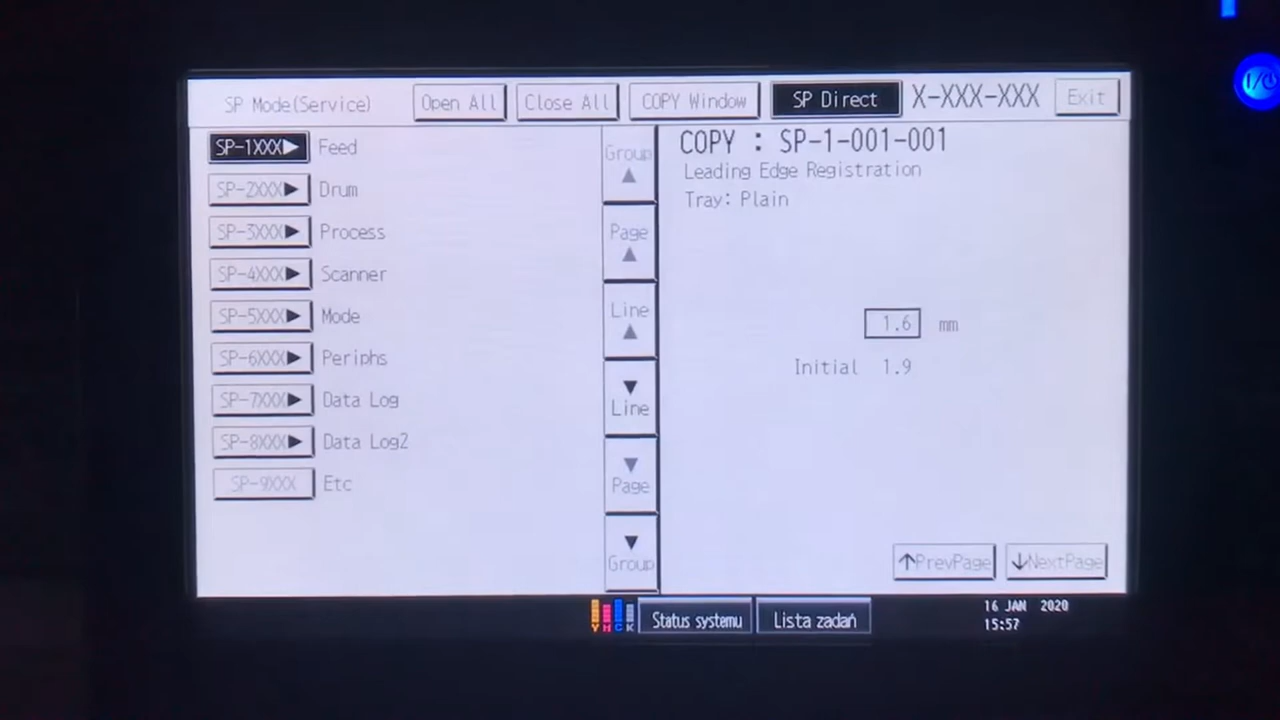 SP Mode(Service) Open All Close All COPY Window SP Direct X-XXX-XXX Exit
SP-1XXX▶ Feed
SP-2XXX▶ Drum
SP-3XXX▶ Process
SP-4XXX▶ Scanner
SP-5XXX▶ Mode
SP-6XXX▶ Periphs
SP-7XXX▶ Data Log
SP-8XXX▶ Data Log2
SP-9XXX Etc
Group
▲
Page
▲
Line
▲
▼
Line
▼
Page
▼
Group
COPY : SP-1-001-001
Leading Edge Registration
Tray: Plain
1.6 mm
Initial 1.9
↑PrevPage ↓NextPage
Y M C K
Status systemu Lista zadań
16 JAN 2020
15:57